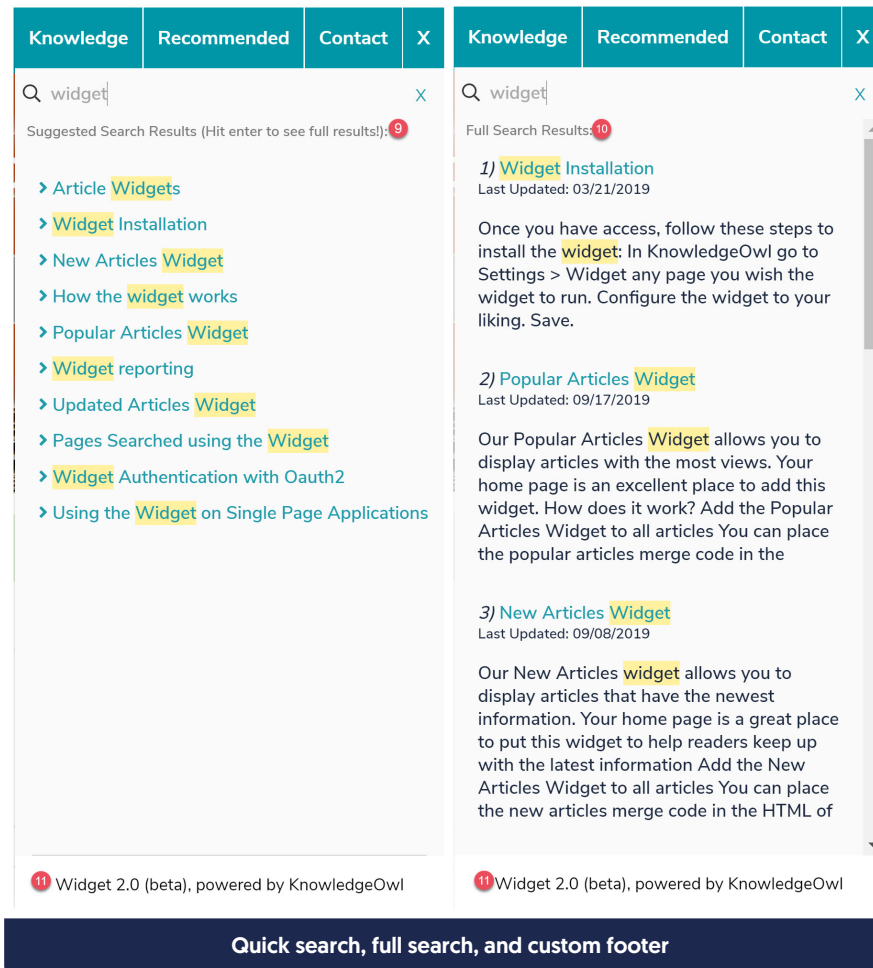 Knowledge Recommended Contact X
widget X
Suggested Search Results (Hit enter to see full results!): 9
Article Widgets
Widget Installation
New Articles Widget
How the widget works
Popular Articles Widget
Widget reporting
Updated Articles Widget
Pages Searched using the Widget
Widget Authentication with Oauth2
Using the Widget on Single Page Applications
11 Widget 2.0 (beta), powered by KnowledgeOwl
Knowledge Recommended Contact X
widget X
Full Search Results: 10
1) Widget Installation
Last Updated: 03/21/2019
Once you have access, follow these steps to
install the widget: In KnowledgeOwl go to
Settings > Widget any page you wish the
widget to run. Configure the widget to your
liking. Save.
2) Popular Articles Widget
Last Updated: 09/17/2019
Our Popular Articles Widget allows you to
display articles with the most views. Your
home page is an excellent place to add this
widget. How does it work? Add the Popular
Articles Widget to all articles You can place
the popular articles merge code in the
3) New Articles Widget
Last Updated: 09/08/2019
Our New Articles widget allows you to
display articles that have the newest
information. Your home page is a great place
to put this widget to help readers keep up
with the latest information Add the New
Articles Widget to all articles You can place
the new articles merge code in the HTML of
11 Widget 2.0 (beta), powered by KnowledgeOwl
Quick search, full search, and custom footer